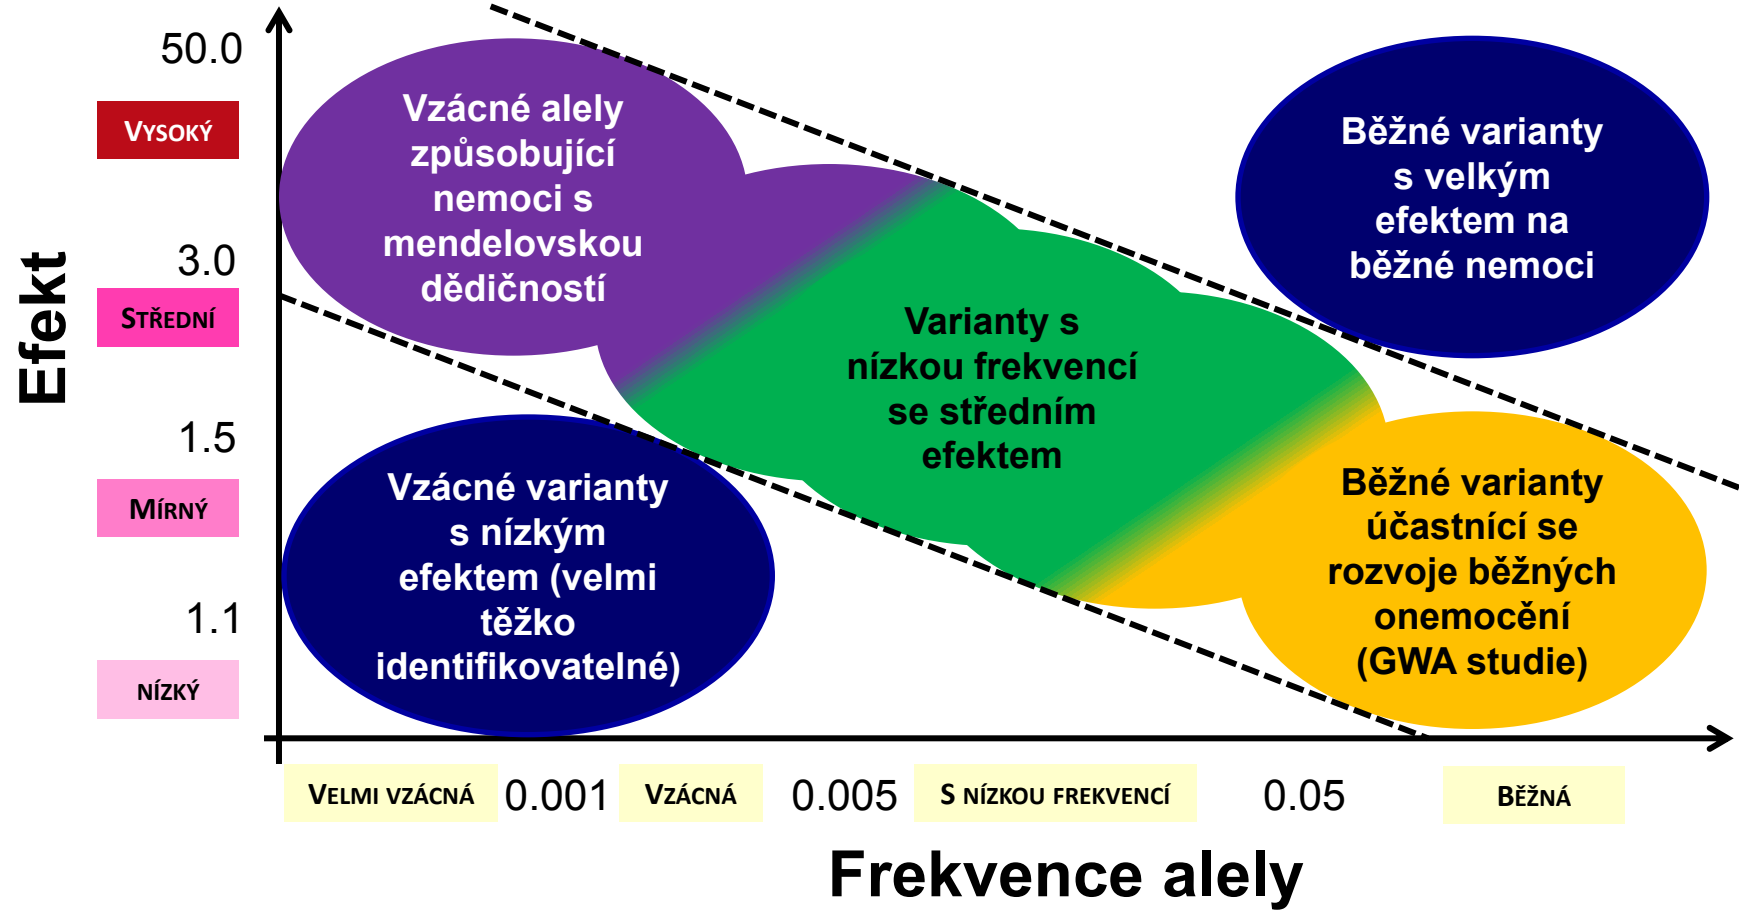 50.0
VYSOKÝ
3.0
STŘEDNÍ
1.5
MÍRNÝ
1.1
NÍZKÝ
Efekt
Vzácné alely
způsobující
nemoci s
mendelovskou
dědičností
Běžné varianty
s velkým
efektem na
běžné nemoci
Varianty s
nízkou frekvencí
se středním
efektem
Vzácné varianty
s nízkým
efektem (velmi
těžko
identifikovatelné)
Běžné varianty
účastnící se
rozvoje běžných
onemocění
(GWA studie)
VELMI VZÁCNÁ 0.001 VZÁCNÁ 0.005 S NÍZKOU FREKVENCÍ 0.05 BĚŽNÁ
Frekvence alely